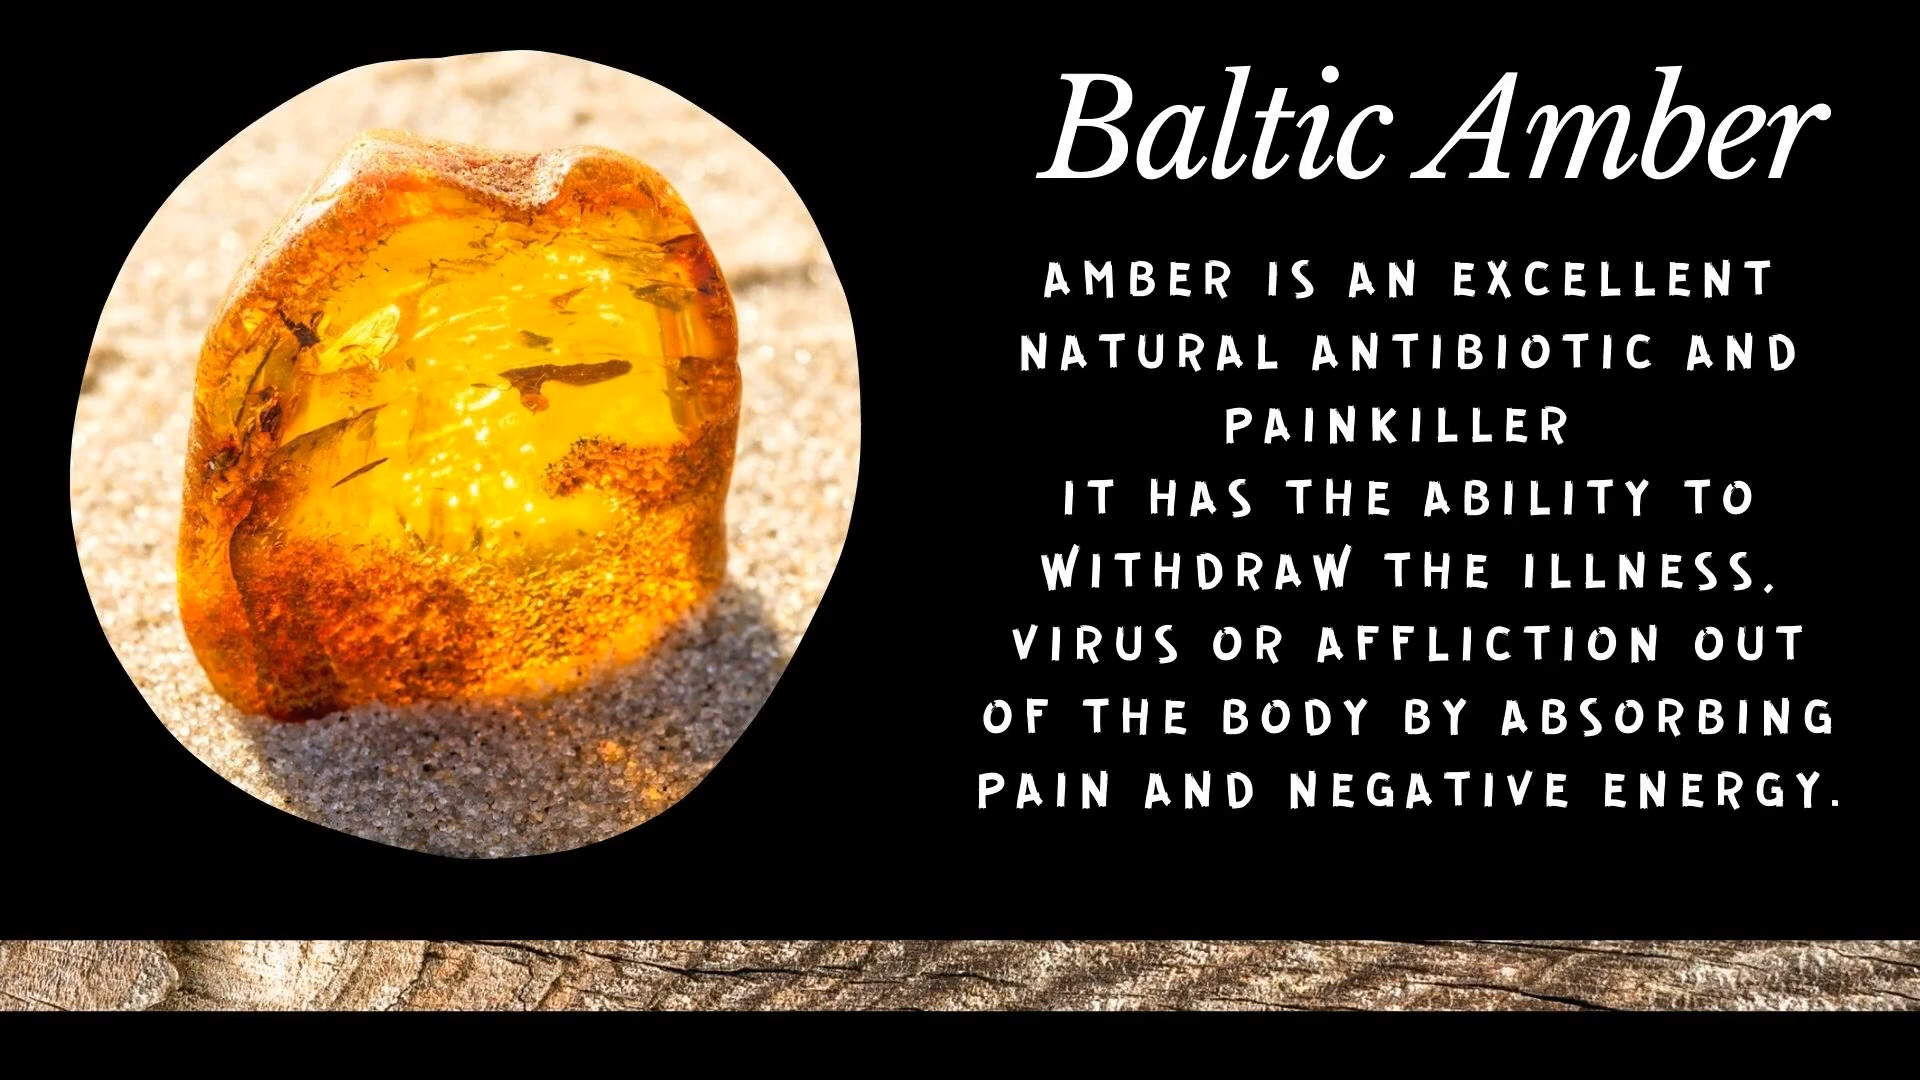 Baltic Amber
AMBER IS AN EXCELLENT
NATURAL ANTIBIOTIC AND
PAINKILLER
IT HAS THE ABILITY TO
WITHDRAW THE ILLNESS,
VIRUS OR AFFLICTION OUT
OF THE BODY BY ABSORBING
PAIN AND NEGATIVE ENERGY.